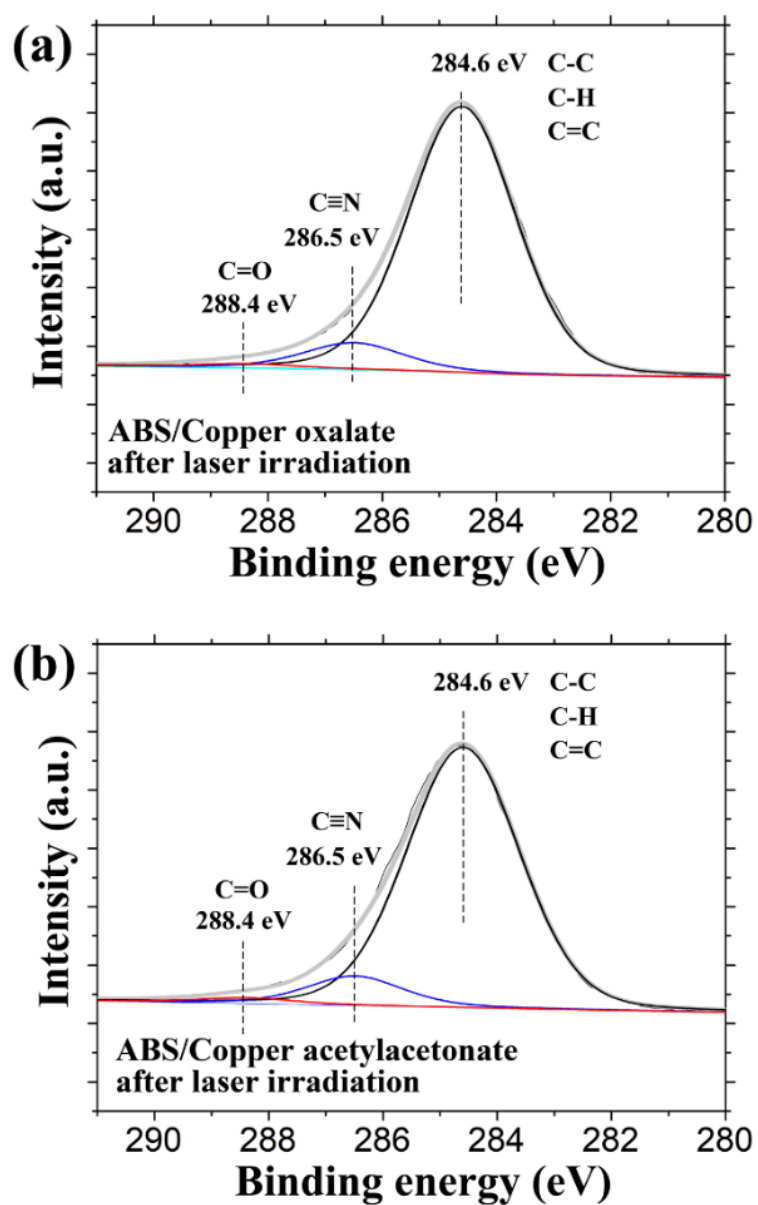 (a)
284.6 eV C-C
C-H
C=C
C≡N
286.5 eV
C=O
288.4 eV
Intensity (a.u.)
ABS/Copper oxalate
after laser irradiation
290 288 286 284 282 280
Binding energy (eV)
(b)
284.6 eV C-C
C-H
C=C
C≡N
286.5 eV
C=O
288.4 eV
Intensity (a.u.)
ABS/Copper acetylacetonate
after laser irradiation
290 288 286 284 282 280
Binding energy (eV)